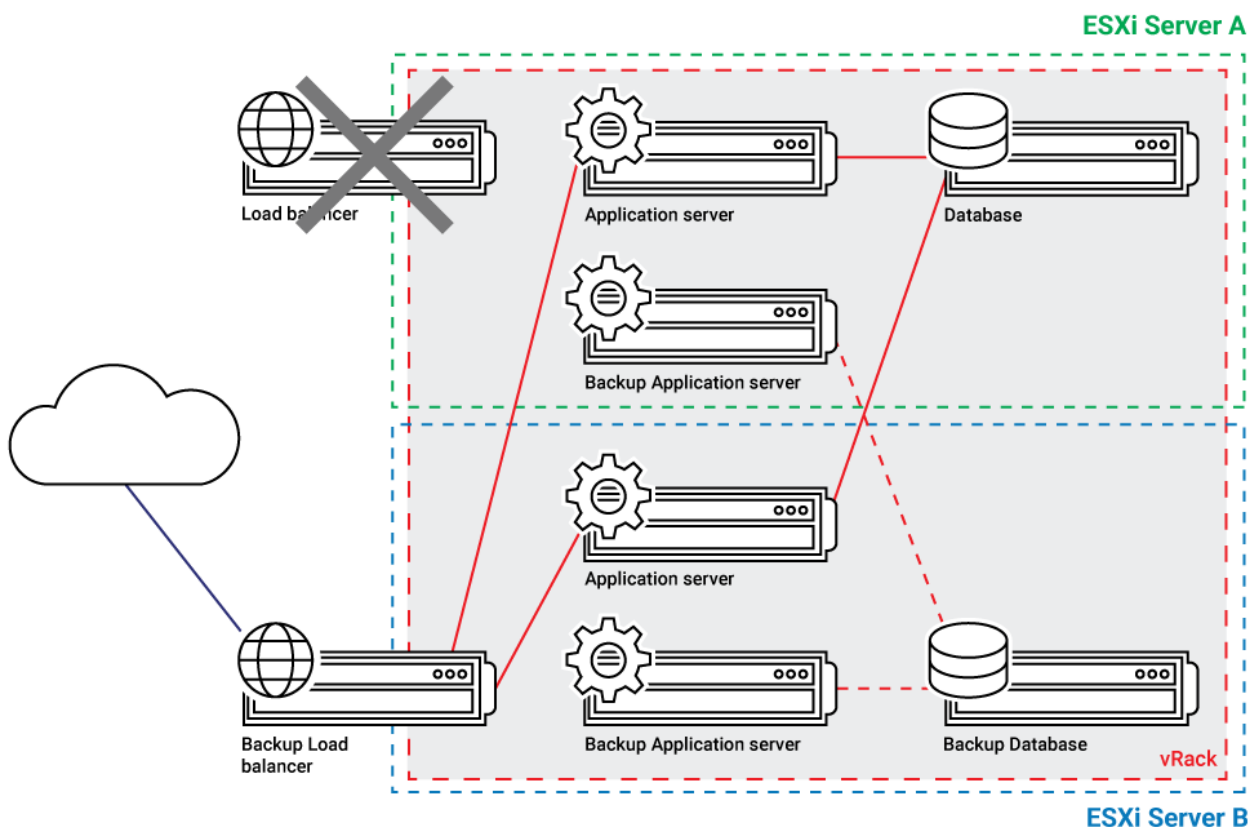 ESXi Server A
Load balancer
Application server
Database
Backup Application server
Application server
Backup Load
balancer
Backup Application server
Backup Database
vRack
ESXi Server B